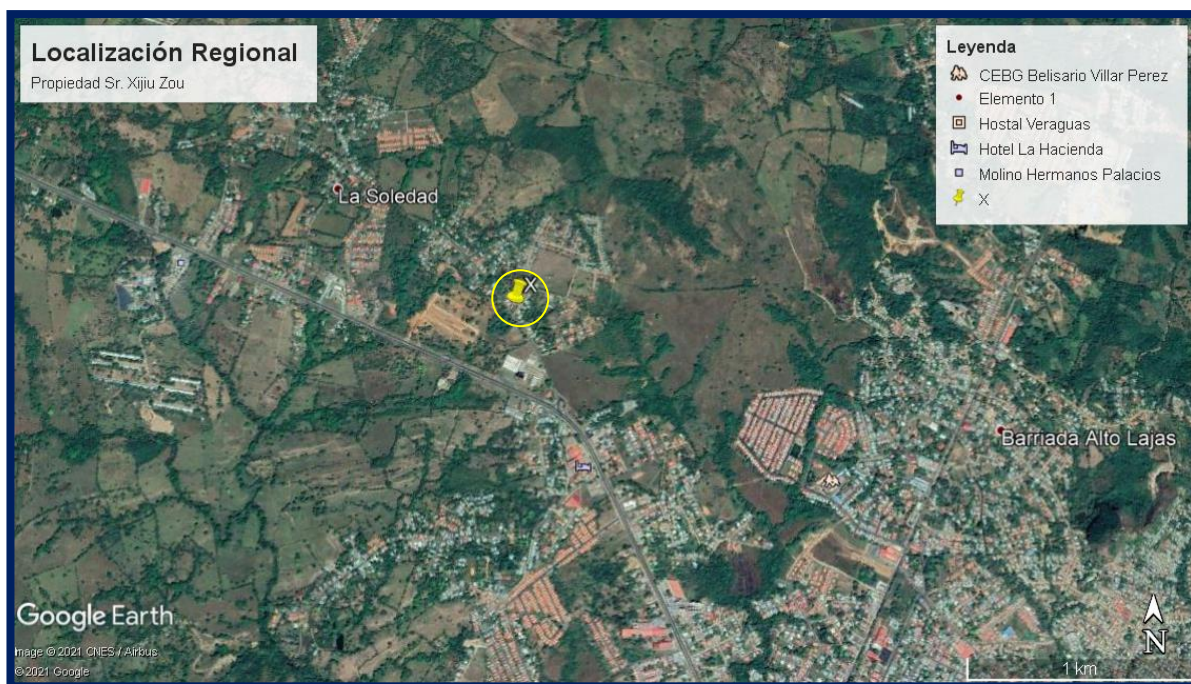 Localización Regional
Propiedad Sr. Xijiu Zou
Leyenda
CEBG Belisario Villar Perez
Elemento 1
Hostal Veraguas
Hotel La Hacienda
Molino Hermanos Palacios
X
La Soledad
X
Barriada Alto Lajas
Google Earth
Image © 2021 CNES / Airbus
© 2021 Google
N
1 km